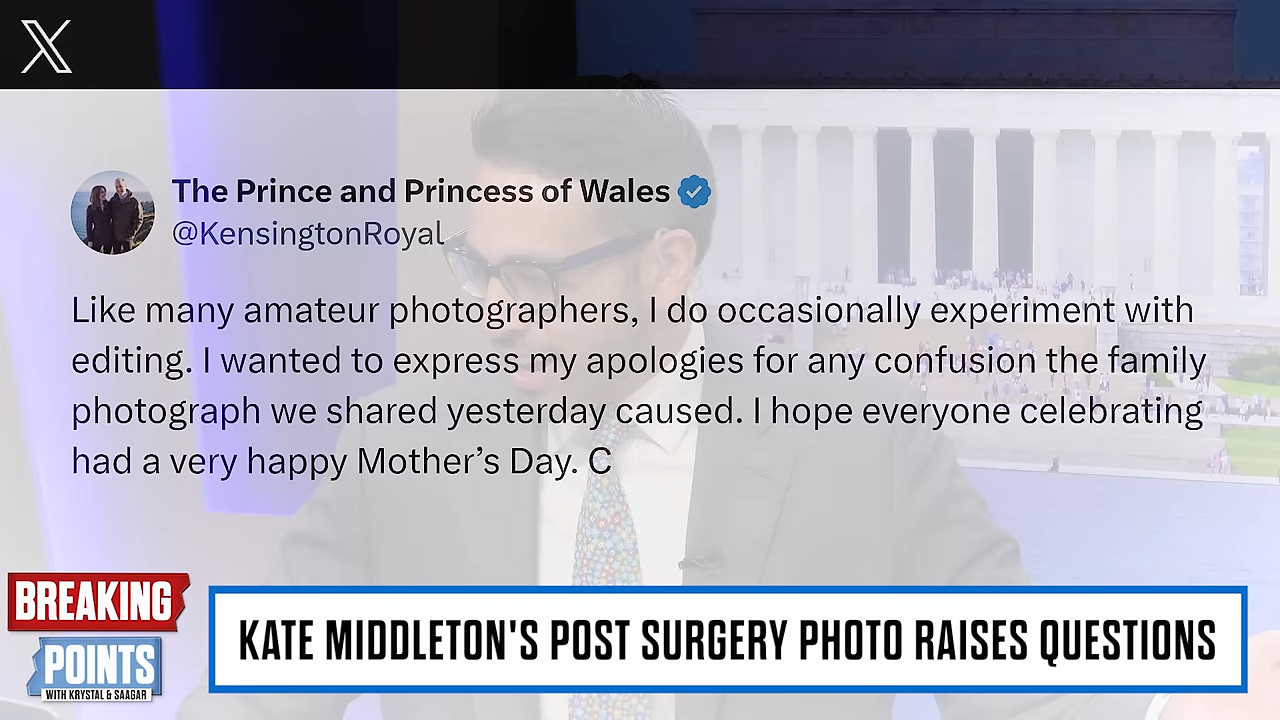 X
The Prince and Princess of Wales
@KensingtonRoyal
Like many amateur photographers, I do occasionally experiment with
editing. I wanted to express my apologies for any confusion the family
photograph we shared yesterday caused. I hope everyone celebrating
had a very happy Mother’s Day. C
BREAKING
POINTS
WITH KRYSTAL & SAAGAR
KATE MIDDLETON'S POST SURGERY PHOTO RAISES QUESTIONS